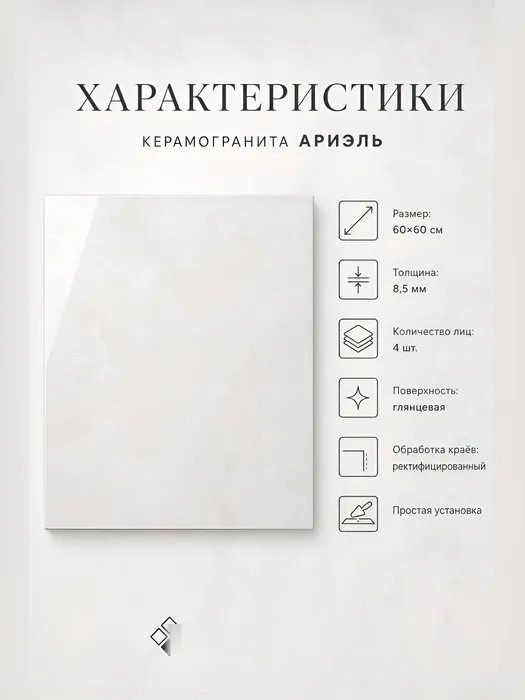 ХАРАКТЕРИСТИКИ
КЕРАМОГРАНИТА АРИЭЛЬ
Размер:
60×60 см
Толщина:
8,5 мм
Количество лиц:
4 шт.
Поверхность:
глянцевая
Обработка краёв:
ректифицированный
Простая установка